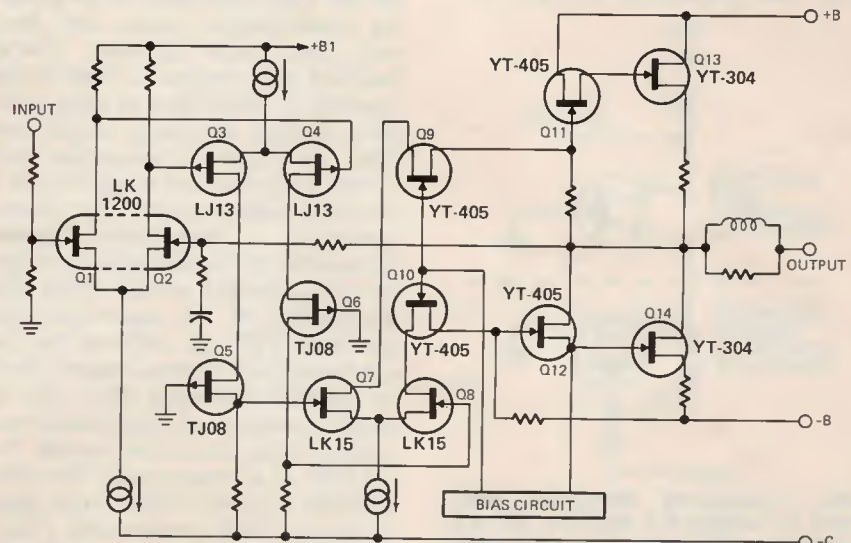 +B
Q13
YT-405
YT-304
Q11
+B1
INPUT
Q3
Q4
Q9
LK
1200
LJ13
LJ13
YT-405
Q1
Q2
Q10
YT-405
Q14
OUTPUT
Q6
TJ08
YT-405
Q12
YT-304
Q5
Q7
Q8
TJ08
LK15
LK15
-B
BIAS CIRCUIT
-C